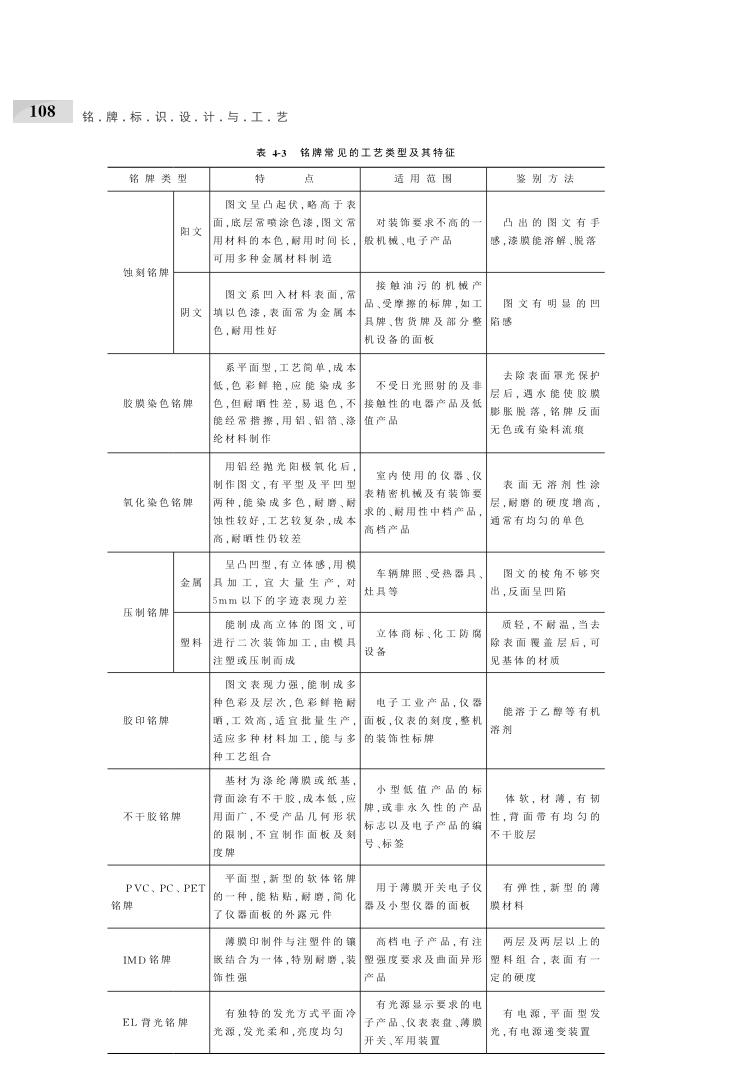 108
铭.牌.标.识.设.计.与.工.艺
表 4-3 铭牌常见的工艺类型及其特征
铭牌类型 特 点 适用范围 鉴别方法
蚀刻铭牌
阳文
图文呈凸起伏,略高于表
面,底层常喷涂色漆,图文常
用材料的本色,耐用时间长,
可用多种金属材料制造
对装饰要求不高的一
般机械、电子产品
凸出的图文有手
感,漆膜能溶解、脱落
阴文
图文系凹入材料表面,常
填以色漆,表面常为金属本
色,耐用性好
接触油污的机械产
品、受摩擦的标牌,如工
具牌、售货牌及部分整
机设备的面板
图文有明显的凹
陷感
胶膜染色铭牌
系平面型,工艺简单,成本
低,色彩鲜艳,应能染成多
色,但耐晒性差,易退色,不
能经常揩擦,用铝、铝箔、涤
纶材料制作
不受日光照射的及非
接触性的电器产品及低
值产品
去除表面罩光保护
层后,遇水能使胶膜
膨胀脱落,铭牌反面
无色或有染料流痕
氧化染色铭牌
用铝经抛光阳极氧化后,
制作图文,有平型及平凹型
两种,能染成多色,耐磨、耐
蚀性较好,工艺较复杂,成本
高,耐晒性仍较差
室内使用的仪器、仪
表精密机械及有装饰要
求的、耐用性中档产品,
高档产品
表面无溶剂性涂
层,耐磨的硬度增高,
通常有均匀的单色
压制铭牌
金属
呈凸凹型,有立体感,用模
具加工,宜大量生产,对
5mm以下的字迹表现力差
车辆牌照、受热器具、
灶具等
图文的棱角不够突
出,反面呈凹陷
塑料
能制成高立体的图文,可
进行二次装饰加工,由模具
注塑或压制而成
立体商标、化工防腐
设备
质轻,不耐温,当去
除表面覆盖层后,可
见基体的材质
胶印铭牌
图文表现力强,能制成多
种色彩及层次,色彩鲜艳耐
晒,工效高,适宜批量生产,
适应多种材料加工,能与多
种工艺组合
电子工业产品,仪器
面板,仪表的刻度,整机
的装饰性标牌
能溶于乙醇等有机
溶剂
不干胶铭牌
基材为涤纶薄膜或纸基,
背面涂有不干胶,成本低,应
用面广,不受产品几何形状
的限制,不宜制作面板及刻
度牌
小型低值产品的标
牌,或非永久性的产品
标志以及电子产品的编
号、标签
体软,材薄,有韧
性,背面带有均匀的
不干胶层
PVC、PC、PET
铭牌
平面型,新型的软体铭牌
的一种,能粘贴,耐磨,简化
了仪器面板的外露元件
用于薄膜开关电子仪
器及小型仪器的面板
有弹性,新型的薄
膜材料
IMD铭牌
薄膜印制件与注塑件的镶
嵌结合为一体,特别耐磨,装
饰性强
高档电子产品,有注
塑强度要求及曲面异形
产品
两层及两层以上的
塑料组合,表面有一
定的硬度
EL背光铭牌
有独特的发光方式平面冷
光源,发光柔和,亮度均匀
有光源显示要求的电
子产品、仪表表盘、薄膜
开关、军用装置
有电源,平面型发
光,有电源递变装置